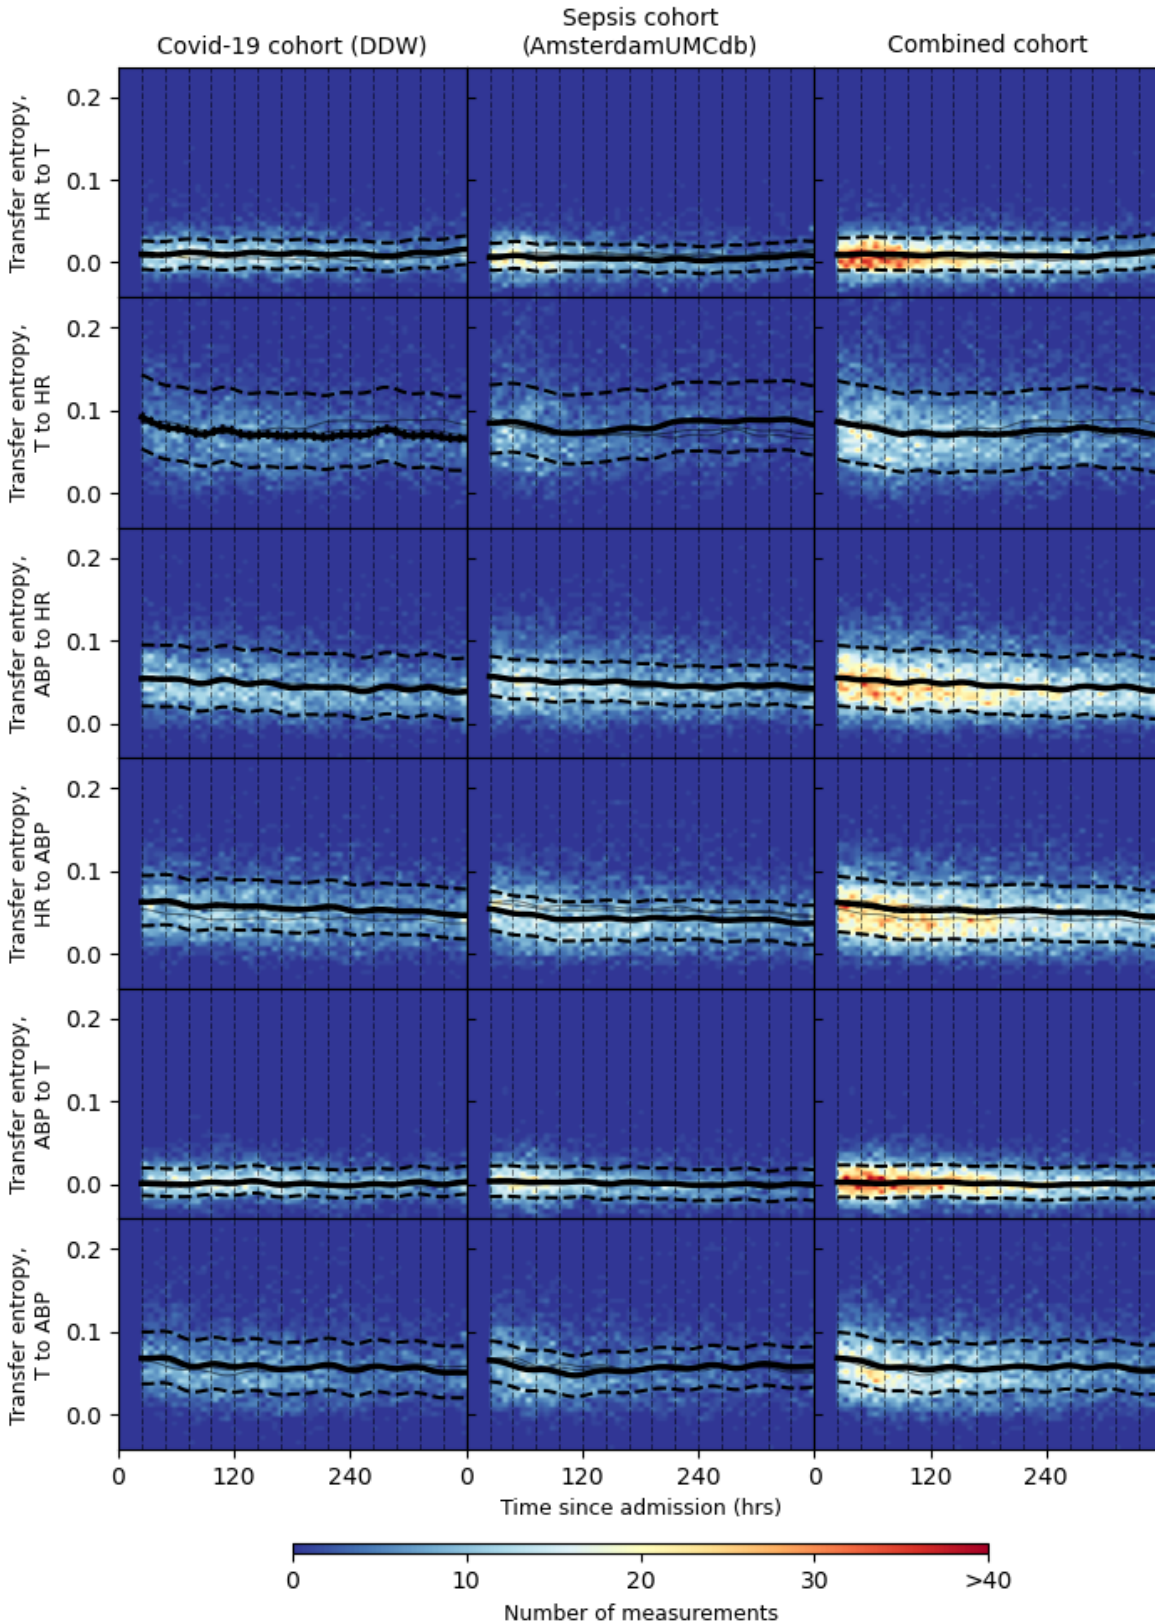 Covid-19 cohort (DDW)
Sepsis cohort
(AmsterdamUMCdb)
Combined cohort
Transfer entropy,
HR to T
0.2
0.1
0.0
Transfer entropy,
T to HR
0.2
0.1
0.0
Transfer entropy,
ABP to HR
0.2
0.1
0.0
Transfer entropy,
HR to ABP
0.2
0.1
0.0
Transfer entropy,
ABP to T
0.2
0.1
0.0
Transfer entropy,
T to ABP
0.2
0.1
0.0
0 120 240 0 120 240 0 120 240
Time since admission (hrs)
0 10 20 30 >40
Number of measurements